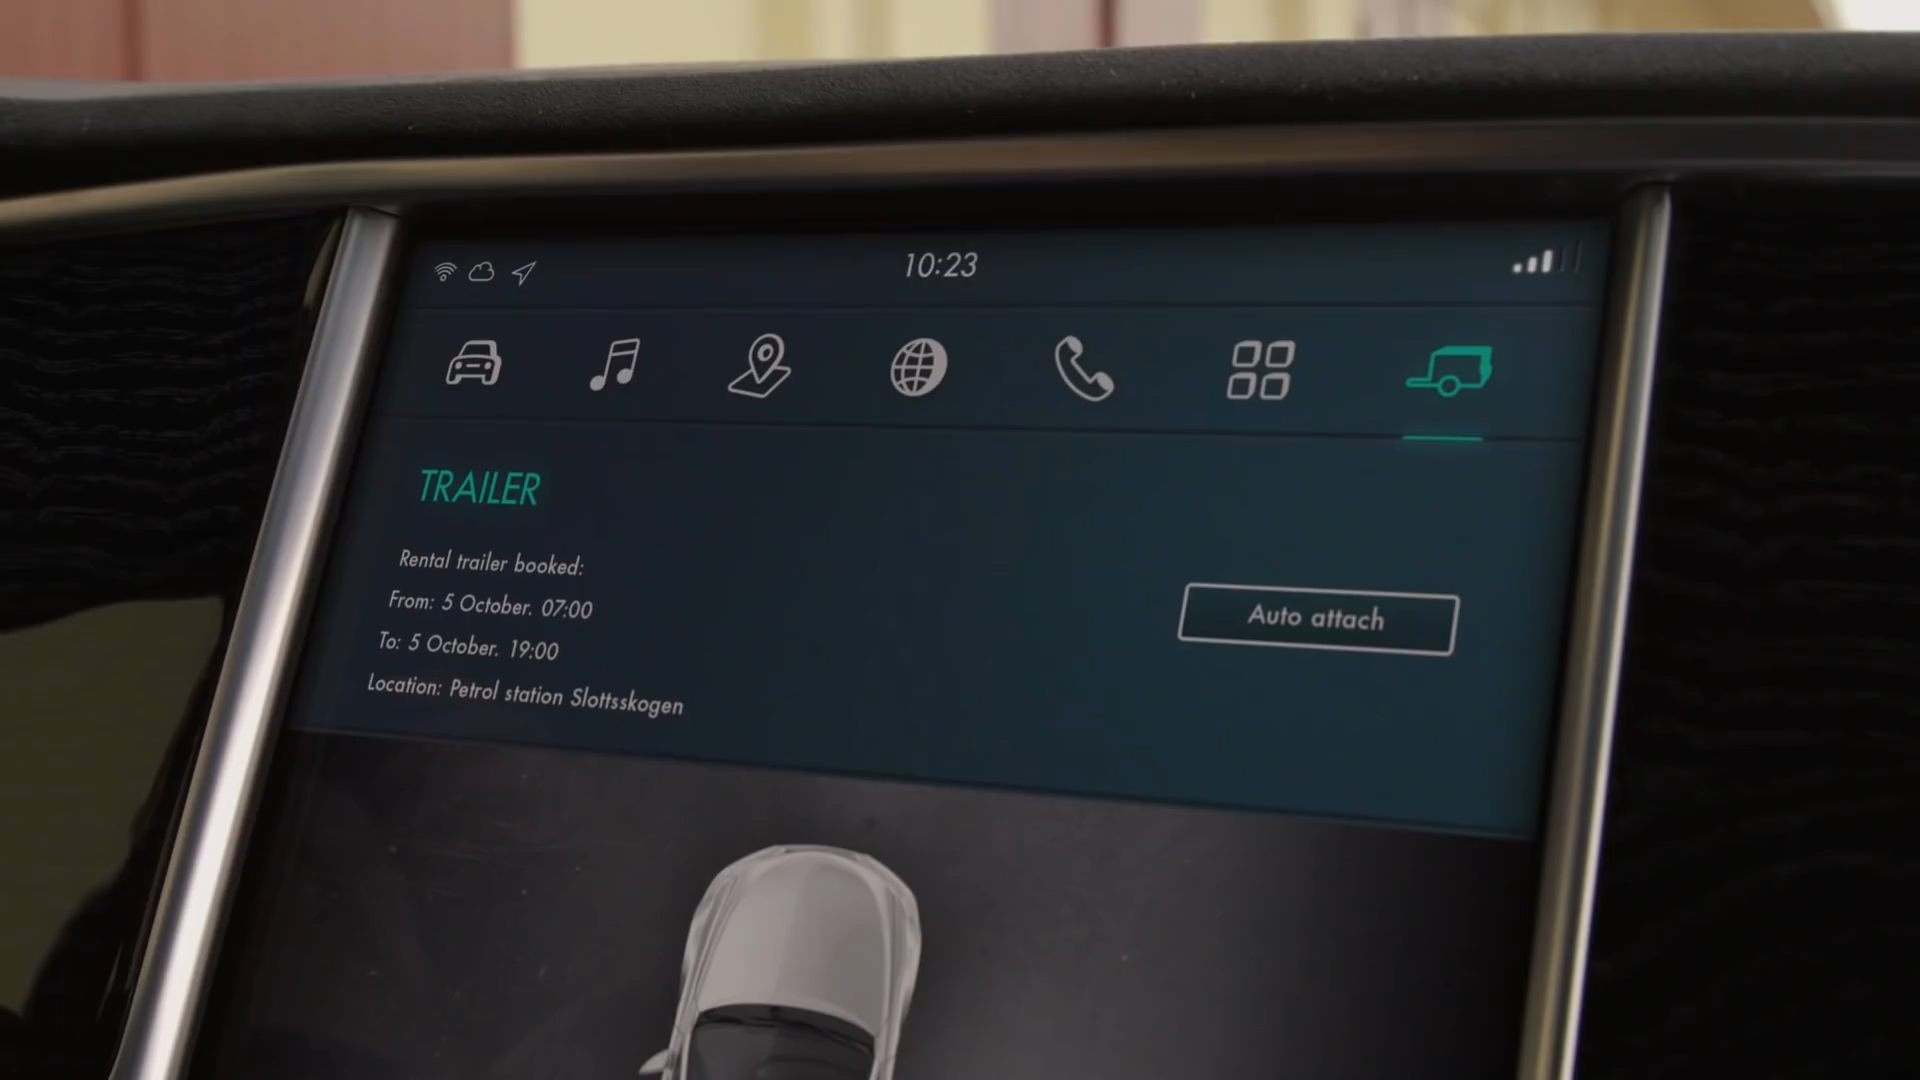 10:23
TRAILER
Rental trailer booked:
From: 5 October. 07:00
To: 5 October. 19:00
Location: Petrol station Slottsskogen
Auto attach